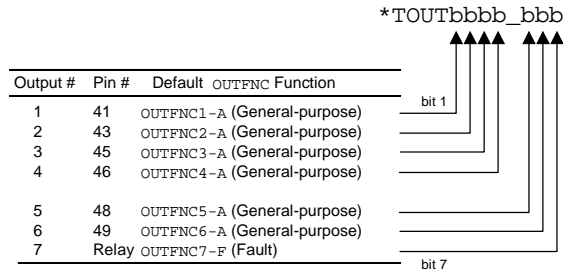 *TOUTbbbb_bbb
Output # Pin # Default OUTFNC Function
bit 1
1 41 OUTFNC1-A (General-purpose)
2 43 OUTFNC2-A (General-purpose)
3 45 OUTFNC3-A (General-purpose)
4 46 OUTFNC4-A (General-purpose)
5 48 OUTFNC5-A (General-purpose)
6 49 OUTFNC6-A (General-purpose)
7 Relay OUTFNC7-F (Fault)
bit 7